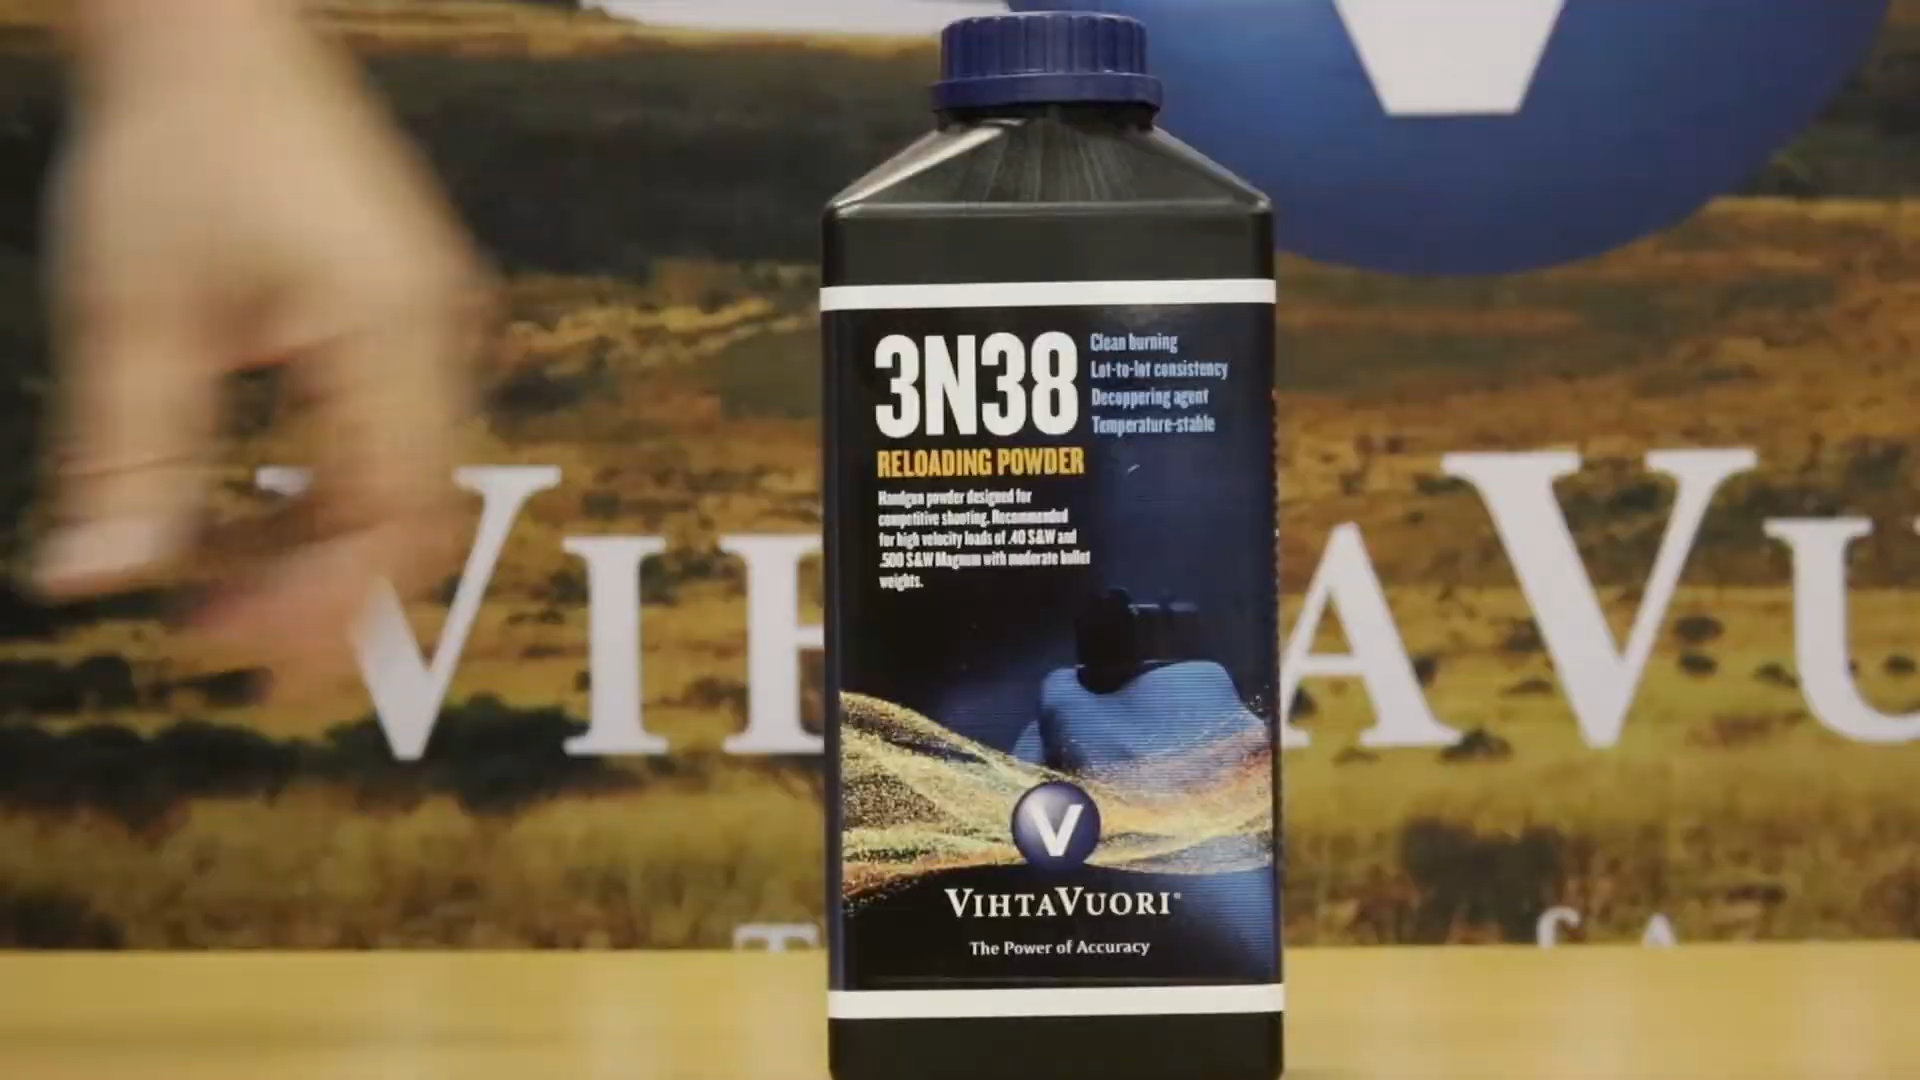 3N38
Clean burning
Lot-to-lot consistency
Decoppering agent
Temperature-stable
RELOADING POWDER
Handgun powder designed for
competitive shooting. Recommended
for high velocity loads of .40 S&W and
.500 S&W Magnum with moderate bullet
weights.
V
VIHTAVUORI®
The Power of Accuracy
V
VIH AVU